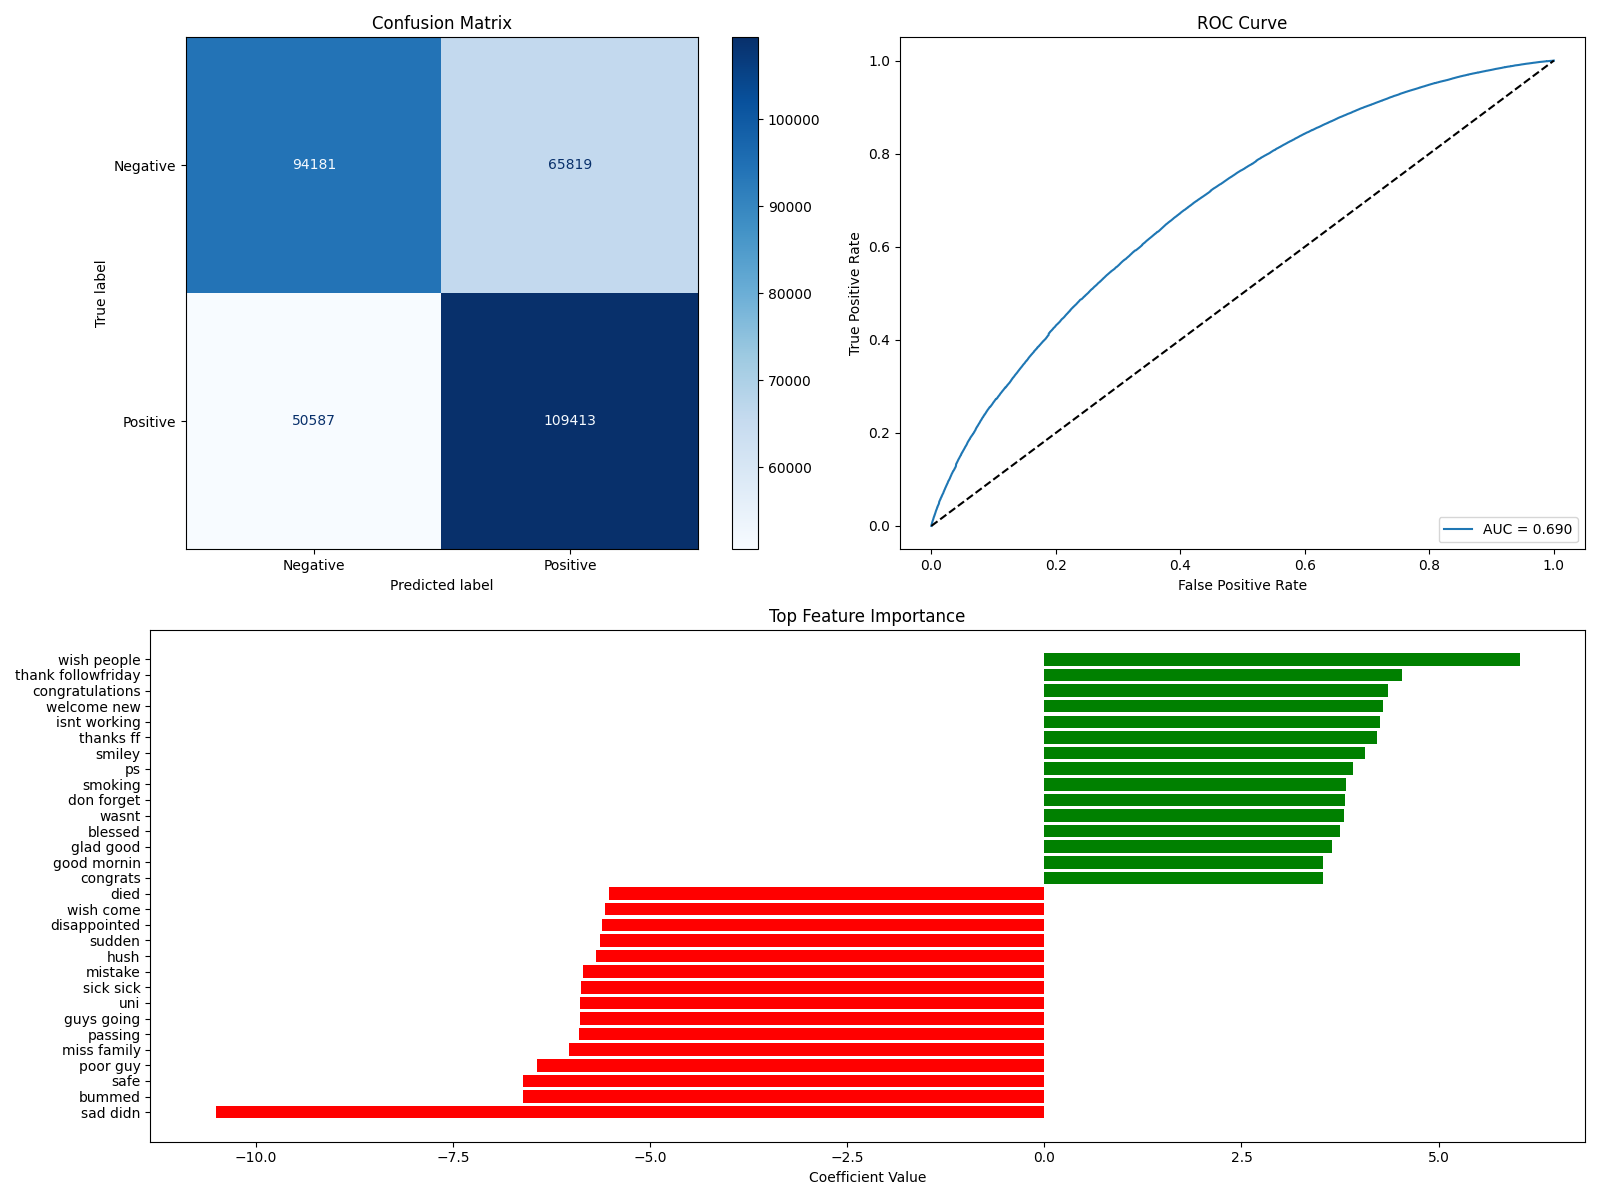 Confusion Matrix
Negative
94181
65819
True label
Positive
50587
109413
Negative
Positive
Predicted label
100000
90000
80000
70000
60000
ROC Curve
1.0
0.8
0.6
0.4
0.2
0.0
True Positive Rate
AUC = 0.690
0.0
0.2
0.4
0.6
0.8
1.0
False Positive Rate
Top Feature Importance
wish people
thank followfriday
congratulations
welcome new
isnt working
thanks ff
smiley
ps
smoking
don forget
wasnt
blessed
glad good
good mornin
congrats
died
wish come
disappointed
sudden
hush
mistake
sick sick
uni
guys going
passing
miss family
poor guy
safe
bummed
sad didn
−10.0
−7.5
−5.0
−2.5
0.0
2.5
5.0
Coefficient Value